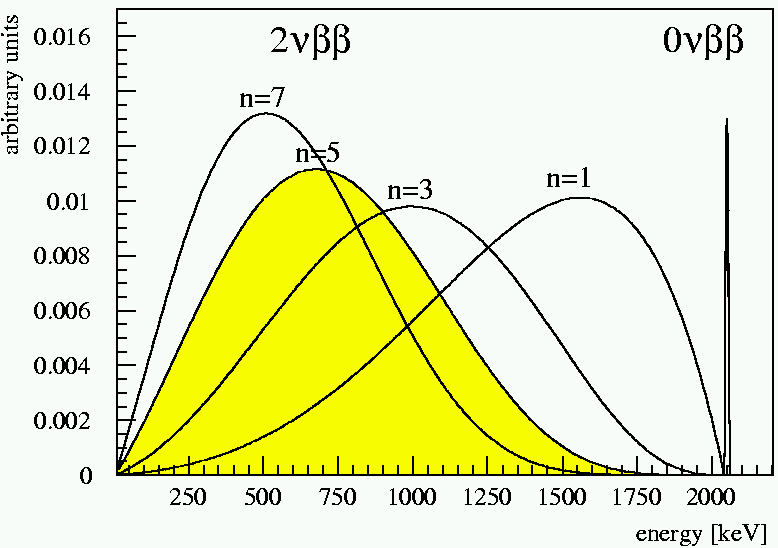 arbitrary units
2νββ
0νββ
0.016
0.014
0.012
0.01
0.008
0.006
0.004
0.002
0
n=7
n=5
n=3
n=1
250 500 750 1000 1250 1500 1750 2000
energy [keV]